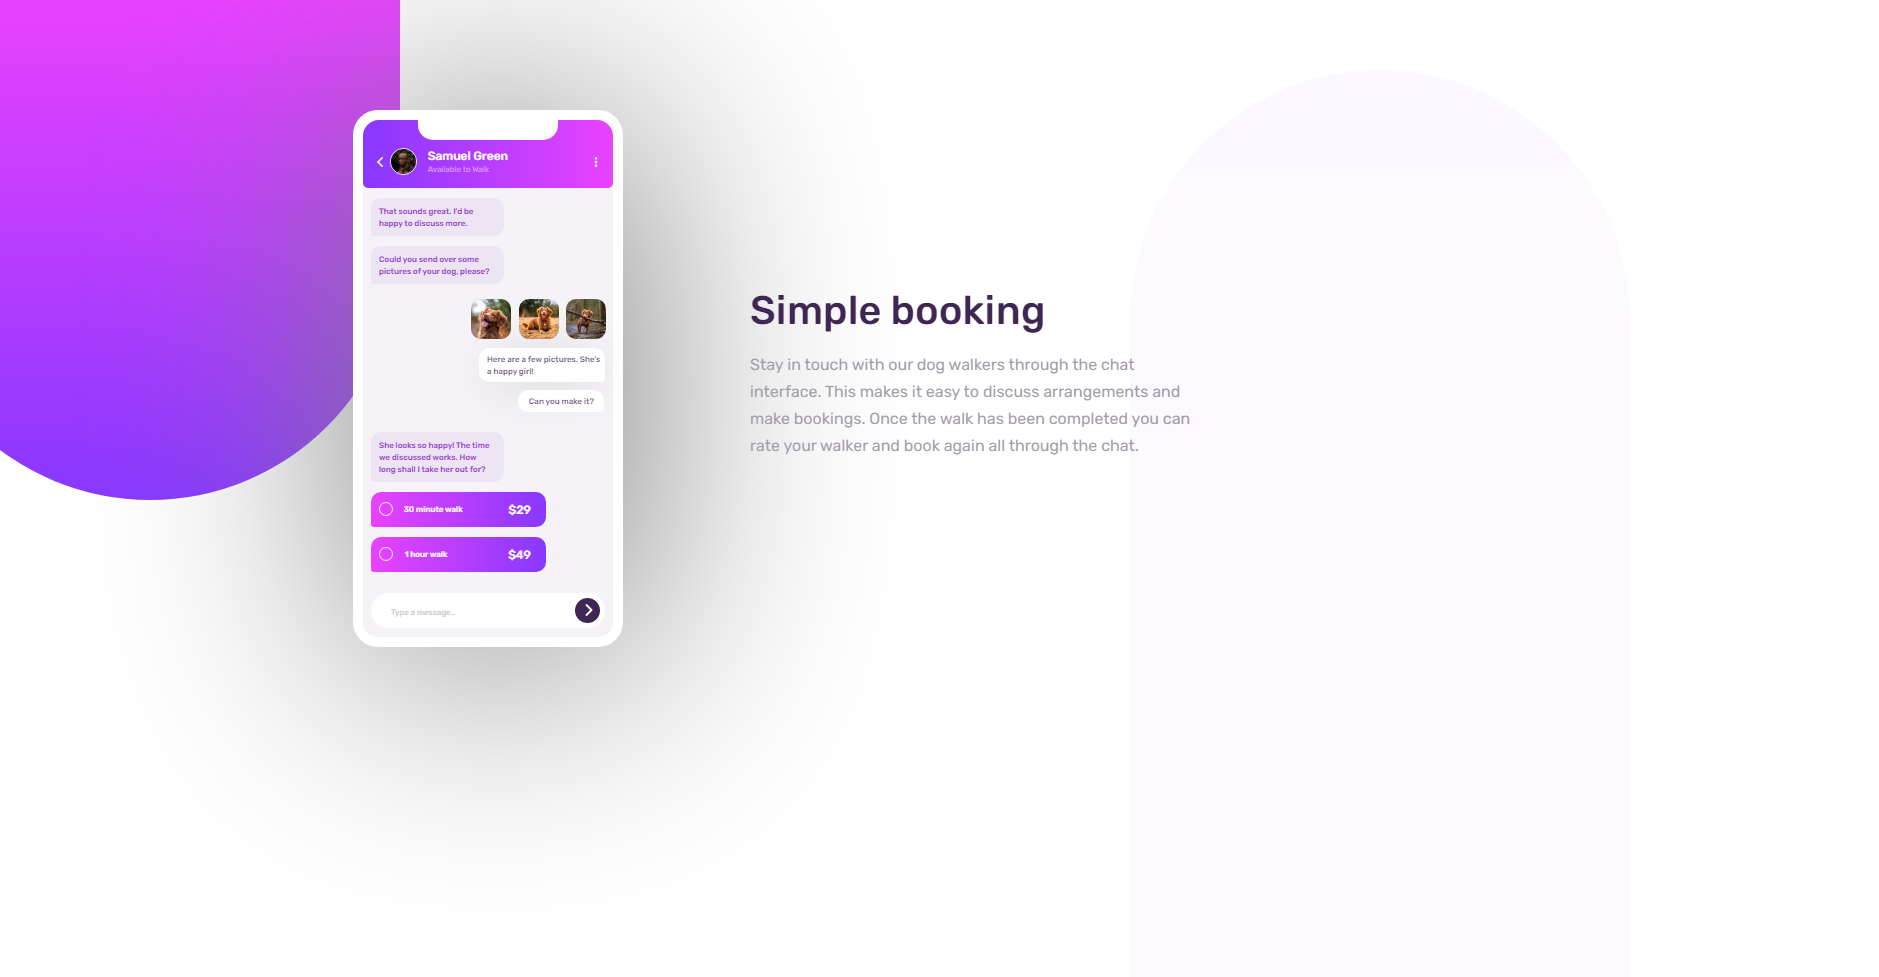 Samuel Green
Available to Walk
That sounds great. I'd be
happy to discuss more.
Could you send over some
pictures of your dog, please?
Here are a few pictures. She's
a happy girl!
Can you make it?
She looks so happy! The time
we discussed works. How
long shall I take her out for?
30 minute walk $29
1 hour walk $49
Type a message...
Simple booking
Stay in touch with our dog walkers through the chat
interface. This makes it easy to discuss arrangements and
make bookings. Once the walk has been completed you can
rate your walker and book again all through the chat.